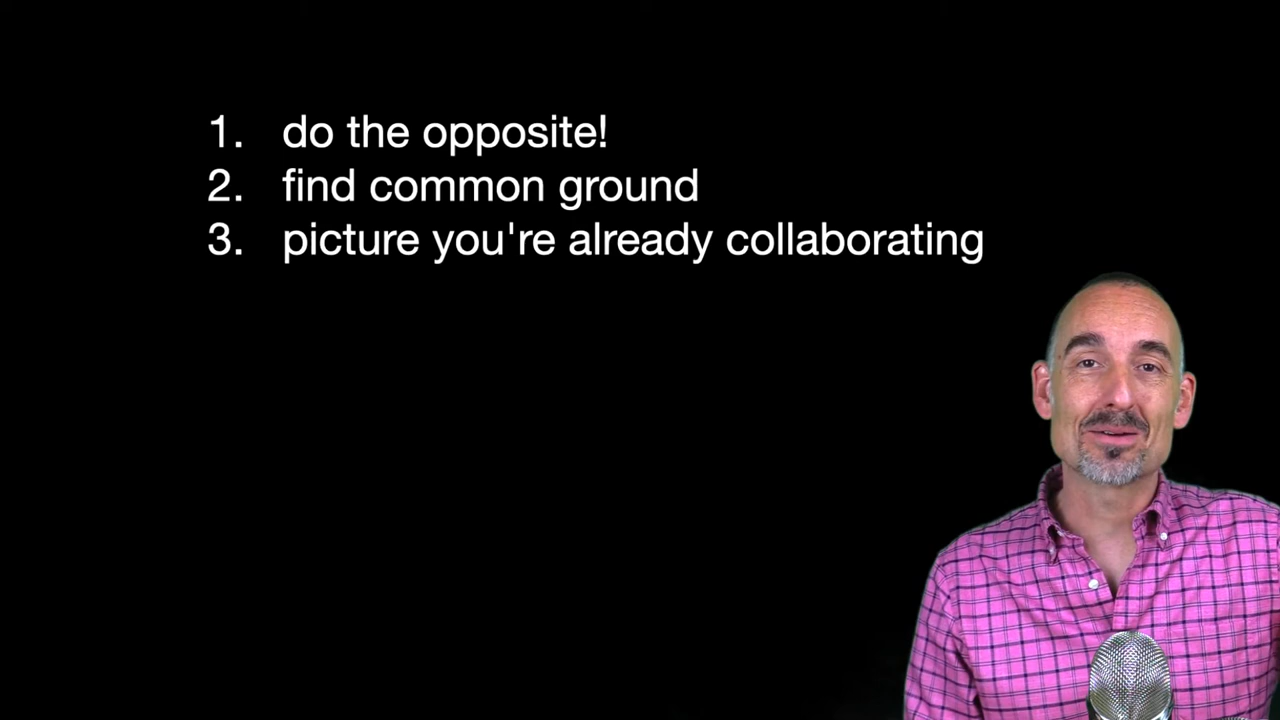 1. do the opposite!
2. find common ground
3. picture you're already collaborating